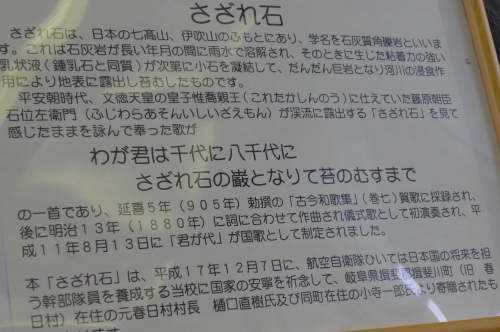 さざれ石
さざれ石は、日本の七髙山、伊吹山のふもとにあり、学名を石灰質角礫岩といいま
す。これは石灰岩が長い年月の間に雨水で溶解され、そのときに生じた粘着力の強い
乳状液（鍾乳石と同質）が次第に小石を凝結して、だんだん巨岩となり河川の浸食作
用により地表に露出し苔むしたものです。
平安朝時代、文徳天皇の皇子惟喬親王（これたかしんのう）に仕えていた藤原朝臣
石位左衛門（ふじわらあそんいしいざえもん）が渓流に露出する「さざれ石」を見て
感じたままを詠んで奉った歌が
わが君は千代に八千代に
さざれ石の巌となりて苔のむすまで
の一首であり、延喜５年（９０５年）勅撰の「古今和歌集」（巻七）賀歌に採録され、
後に明治１３年（１８８０年）に詞に合わせて作曲され儀式歌として初演奏され、平
成１１年８月１３日に「君が代」が国歌として制定されました。
本「さざれ石」は、平成１７年１２月７日に、航空自衛隊ひいては日本国の将来を担
う幹部隊員を養成する当校に国家の安寧を祈念して、岐阜県揖斐郡揖斐川町（旧　春
日村）在住の元春日村村長　樋口直樹氏及び同町在住の小寺一郎氏より寄贈されたも